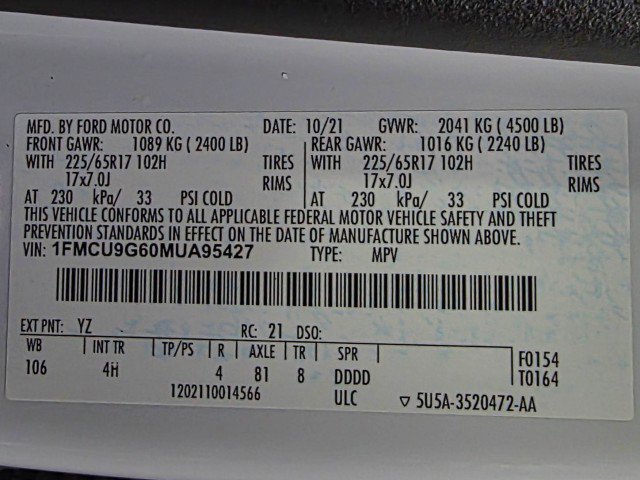 MFD. BY FORD MOTOR CO. DATE: 10/21 GVWR: 2041 KG ( 4500 LB)
FRONT GAWR: 1089 KG ( 2400 LB) REAR GAWR: 1016 KG ( 2240 LB)
WITH 225/65R17 102H TIRES WITH 225/65R17 102H TIRES
17x7.0J RIMS 17x7.0J RIMS
AT 230 kPa/ 33 PSI COLD AT 230 kPa/ 33 PSI COLD
THIS VEHICLE CONFORMS TO ALL APPLICABLE FEDERAL MOTOR VEHICLE SAFETY AND THEFT
PREVENTION STANDARDS IN EFFECT ON THE DATE OF MANUFACTURE SHOWN ABOVE.
VIN: 1FMCU9G60MUA95427 TYPE: MPV
EXT PNT: YZ RC: 21 DSO:
WB INT TR TP/PS R AXLE TR SPR F0154
106 4H 4 81 8 DDDD T0164
1202110014566 ULC ▽ 5U5A-3520472-AA